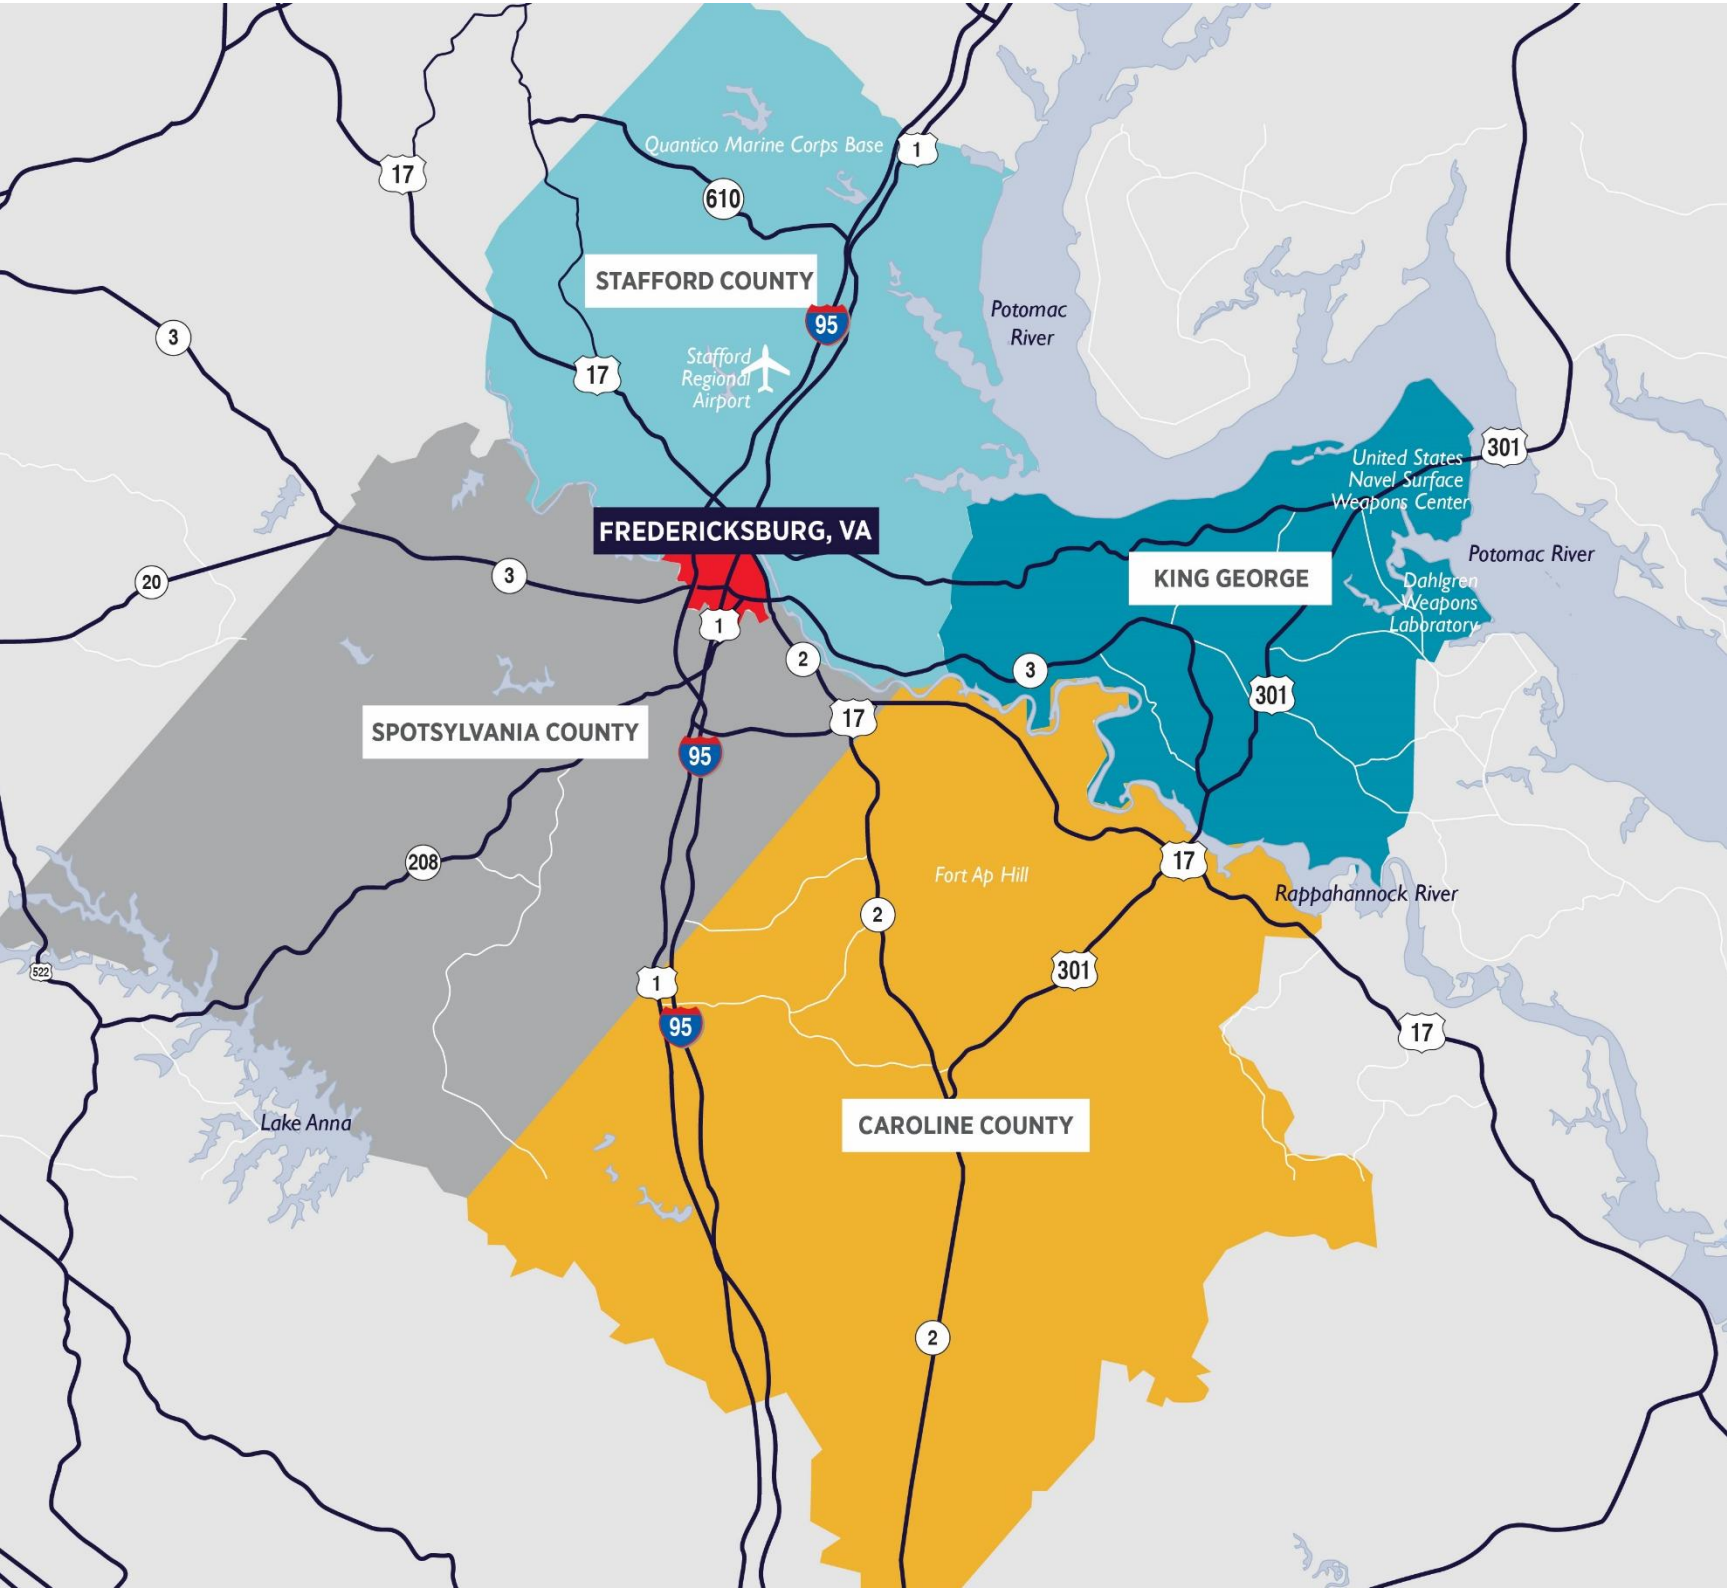 Quantico Marine Corps Base
1
17
610
STAFFORD COUNTY
Potomac
River
95
3
Stafford
Regional
Airport
17
301
United States
Navel Surface
Weapons Center
FREDERICKSBURG, VA
Potomac River
KING GEORGE
20
3
Dahlgren
Weapons
Laboratory
1
2
3
301
17
SPOTSYLVANIA COUNTY
95
208
17
Fort Ap Hill
Rappahannock River
2
522
1
301
95
17
Lake Anna
CAROLINE COUNTY
2